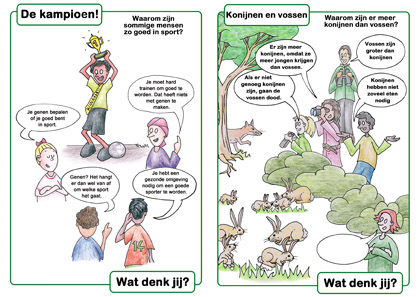 De kampioen!
Waarom zijn
sommige mensen
zo goed in sport?
Je moet hard
trainen om goed te
worden. Dat heeft niets
met genen te
maken.
Je genen bepalen
of je goed bent
in sport.
Genen? Het hangt
er dan wel van af
om welke sport
het gaat.
Je hebt een
gezonde omgeving
nodig om een goede
sporter te worden.
14
Wat denk jij?
Konijnen en vossen
Waarom zijn er meer
konijnen dan vossen?
Er zijn meer
konijnen, omdat ze
meer jongen krijgen
dan vossen.
Vossen zijn
groter dan
konijnen
Als er niet
genoeg konijnen
zijn, gaan de
vossen dood.
Konijnen
hebben niet
zoveel eten
nodig
Wat denk jij?